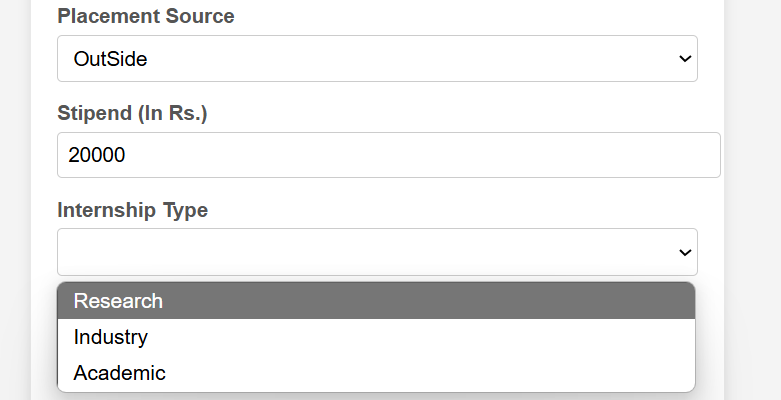 Placement Source
OutSide
Stipend (In Rs.)
20000
Internship Type
Research
Industry
Academic